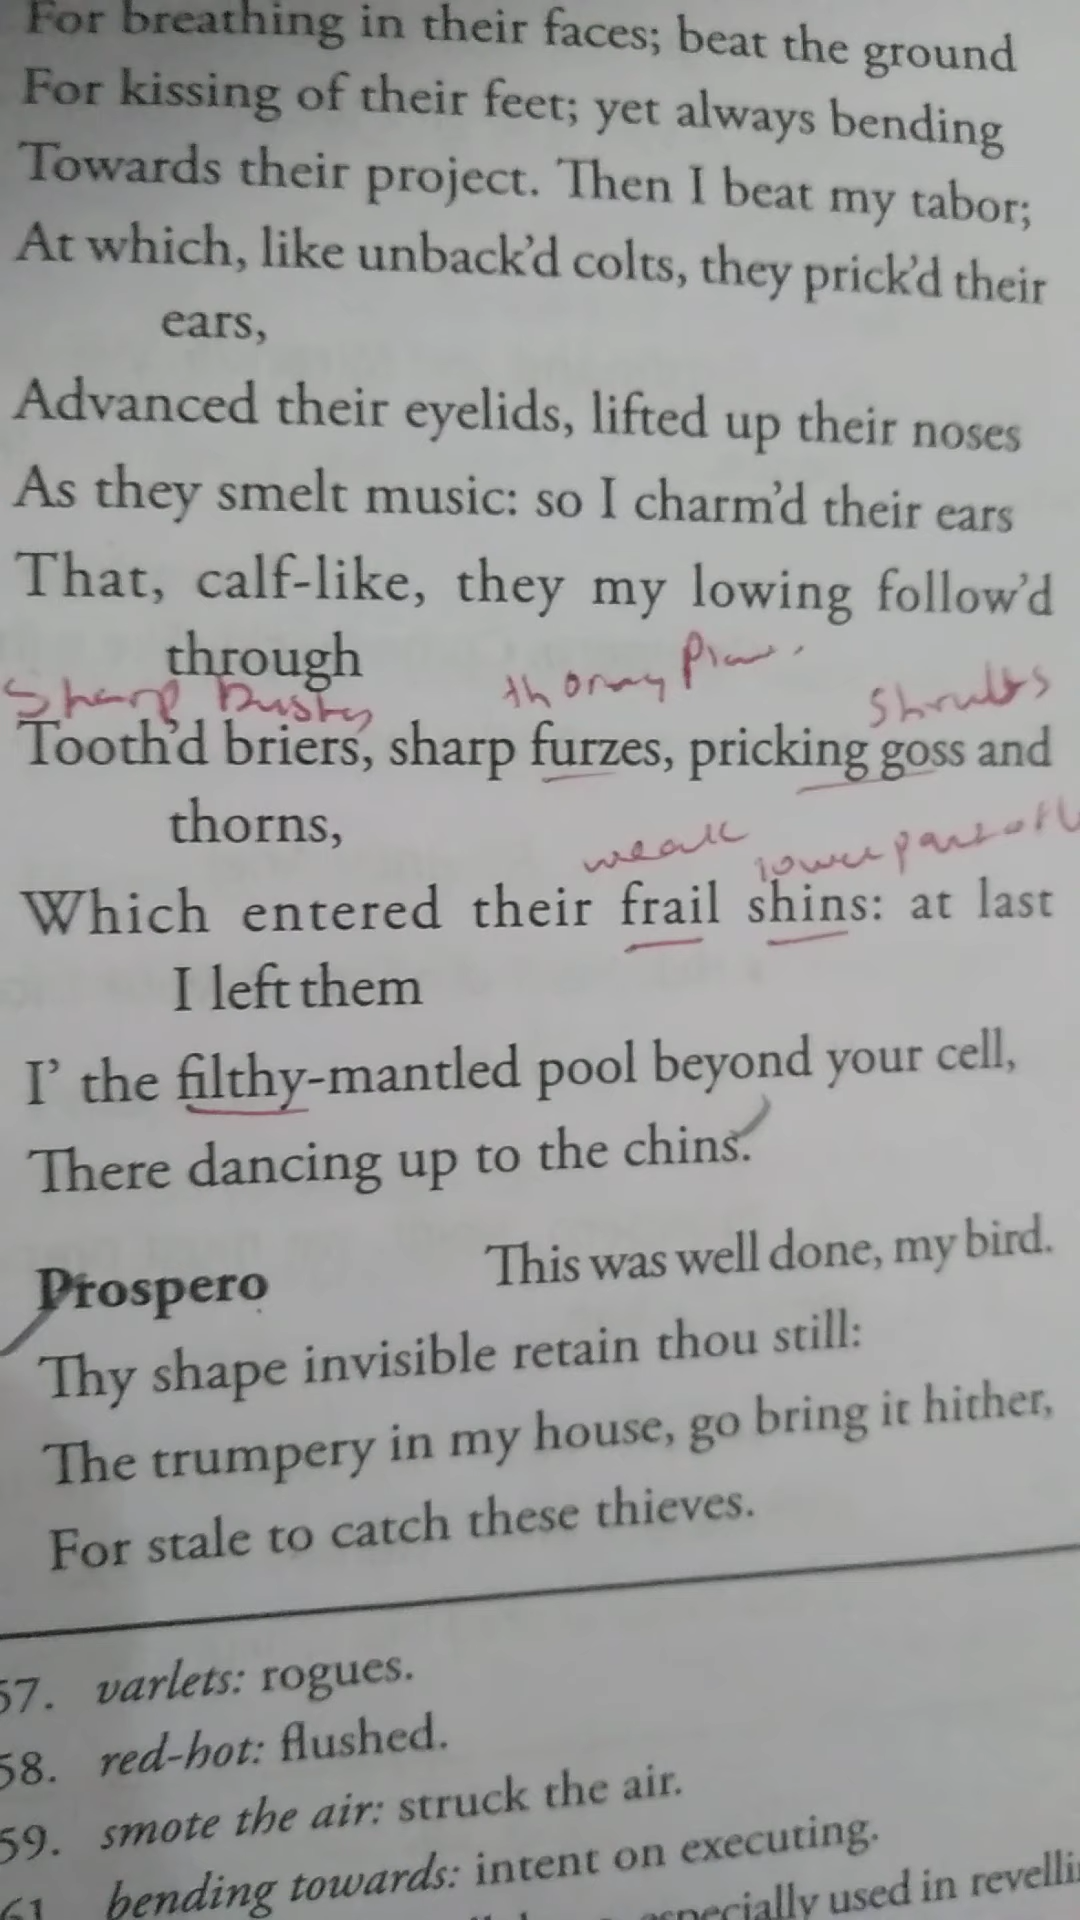 For breathing in their faces; beat the ground
For kissing of their feet; yet always bending
Towards their project. Then I beat my tabor;
At which, like unback'd colts, they prick'd their
ears,
Advanced their eyelids, lifted up their noses
As they smelt music: so I charm'd their ears
That, calf-like, they my lowing follow'd
through
Sharp Bushes thorny shrubs
Tooth'd briers, sharp furzes, pricking goss and
thorns,
weak lower part of
Which entered their frail shins: at last
I left them
I' the filthy-mantled pool beyond your cell,
There dancing up to the chins.
Prospero This was well done, my bird.
Thy shape invisible retain thou still:
The trumpery in my house, go bring it hither,
For stale to catch these thieves.
57. varlets: rogues.
58. red-hot: flushed.
59. smote the air: struck the air.
61. bending towards: intent on executing.
especially used in